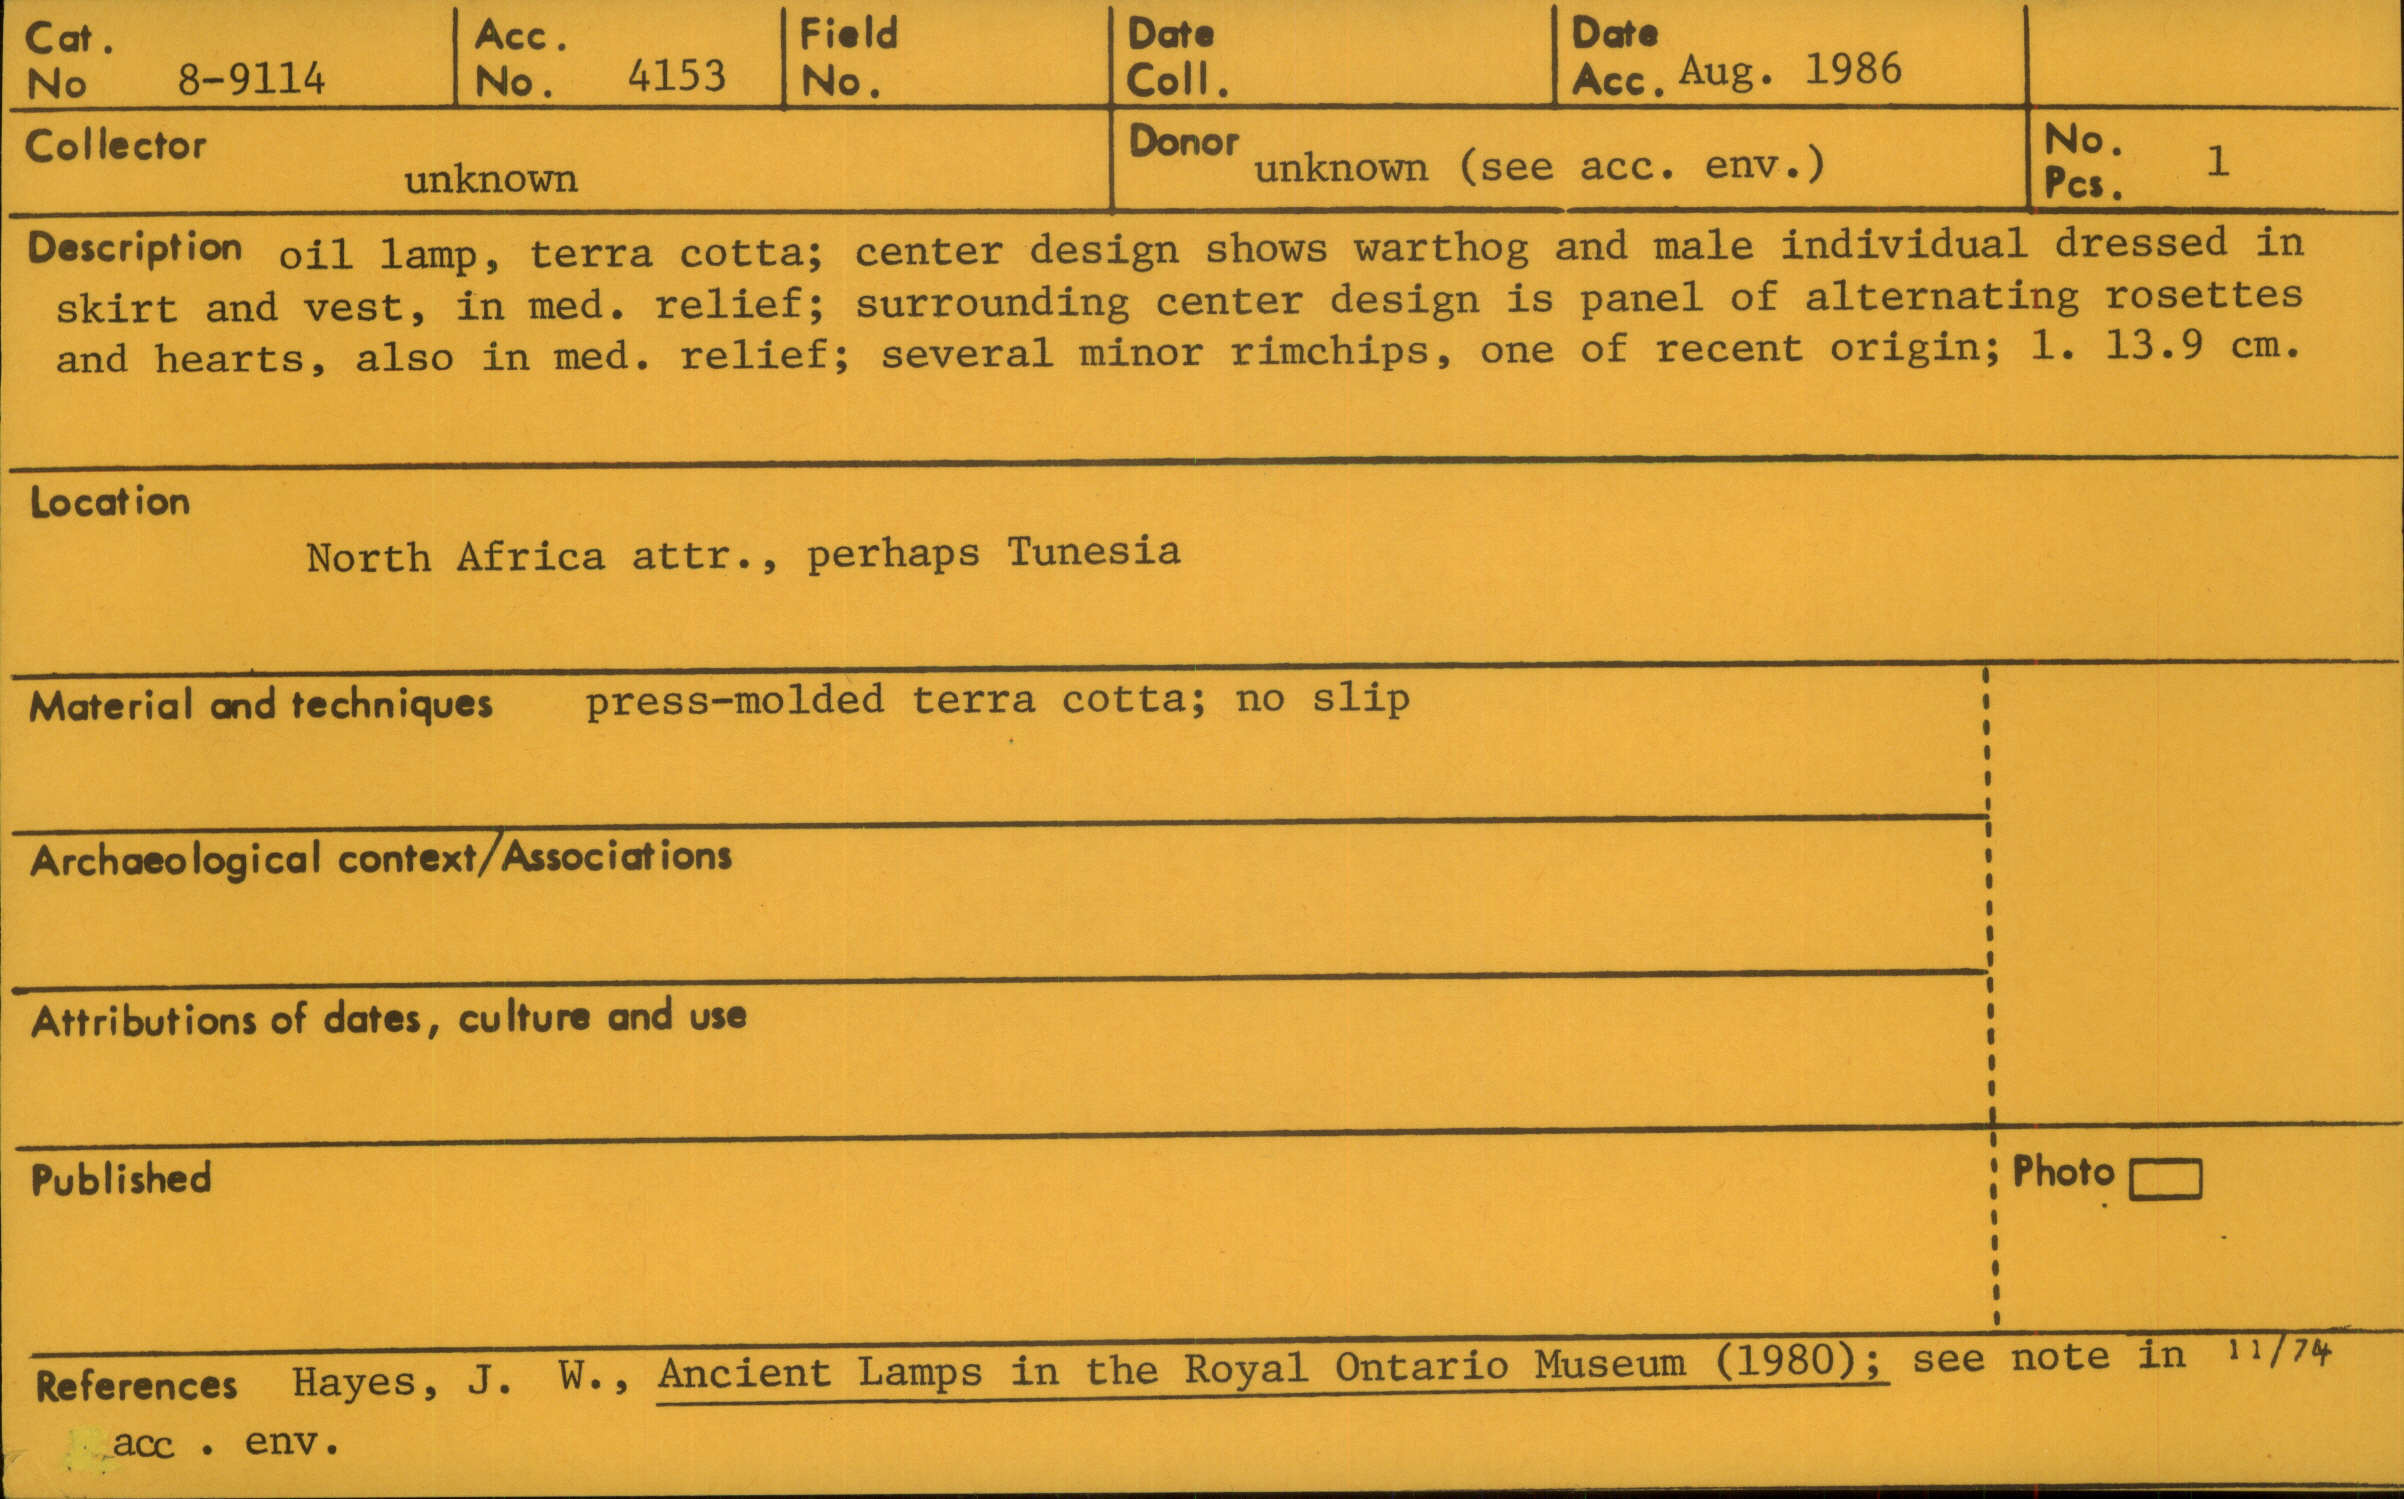 Cat. No 8-9114
Acc. No. 4153
Field No.
Date Coll.
Date Acc. Aug. 1986
Collector unknown
Donor unknown (see acc. env.)
No. Pcs. 1
Description oil lamp, terra cotta; center design shows warthog and male individual dressed in
skirt and vest, in med. relief; surrounding center design is panel of alternating rosettes
and hearts, also in med. relief; several minor rimchips, one of recent origin; l. 13.9 cm.
Location
North Africa attr., perhaps Tunesia
Material and techniques press-molded terra cotta; no slip
Archaeological context/Associations
Attributions of dates, culture and use
Published
Photo
References Hayes, J. W., Ancient Lamps in the Royal Ontario Museum (1980); see note in 11/74
acc . env.